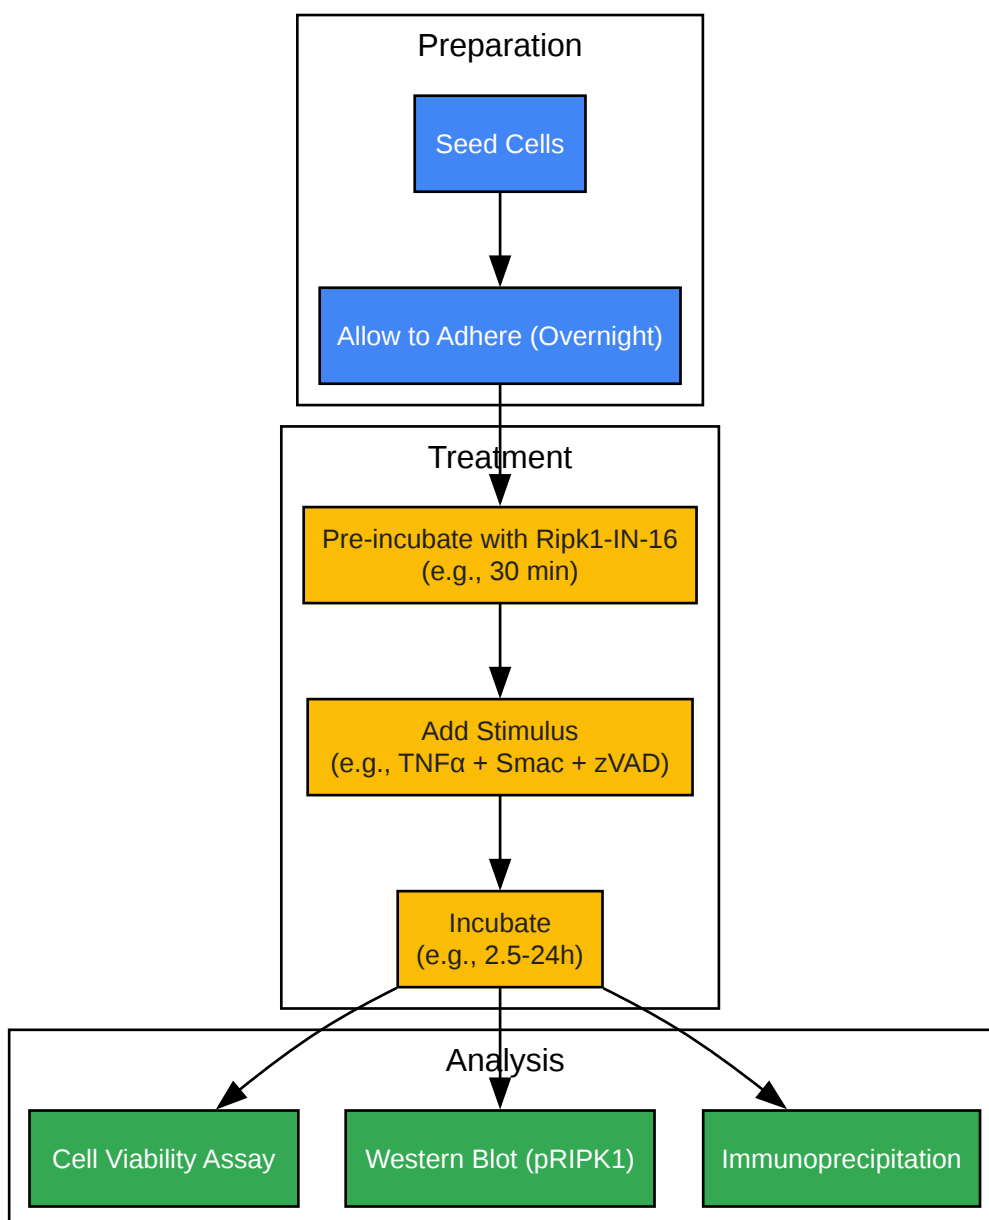 Preparation
Seed Cells
Allow to Adhere (Overnight)
Treatment
Pre-incubate with Ripk1-IN-16
(e.g., 30 min)
Add Stimulus
(e.g., TNFα + Smac + zVAD)
Incubate
(e.g., 2.5-24h)
Analysis
Cell Viability Assay
Western Blot (pRIPK1)
Immunoprecipitation